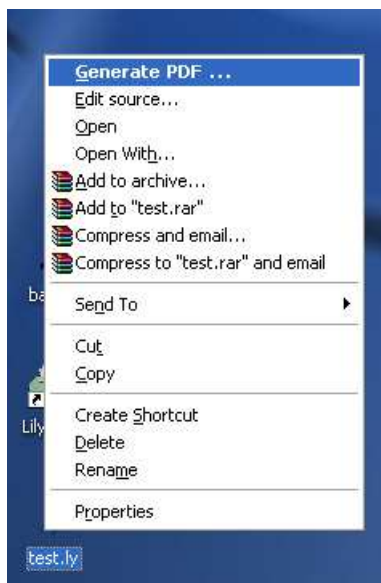 Generate PDF ...
Edit source...
Open
Open With...
Add to archive...
Add to "test.rar"
Compress and email...
Compress to "test.rar" and email
ba
Send To
Cut
Copy
Create Shortcut
Lily
Delete
Rename
Properties
test.ly